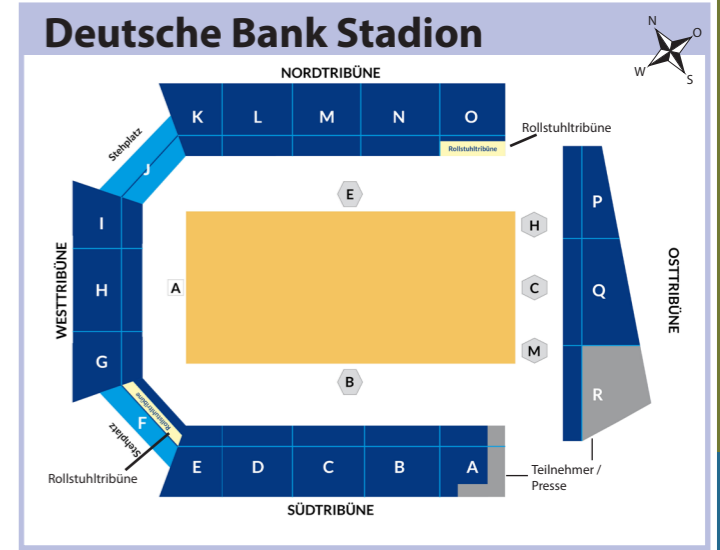 Deutsche Bank Stadion
N
O
W
S
NORDTRIBÜNE
K
L
M
N
O
Rollstuhltribüne
Rollstuhltribüne
Stehplatz
J
E
I
H
P
WESTTRIBÜNE
H
A
C
Q
OSTTRIBÜNE
G
M
B
R
Rollstuhltribüne
F
Stehplatz
Rollstuhltribüne
E
D
C
B
A
Teilnehmer /
Presse
SÜDTRIBÜNE